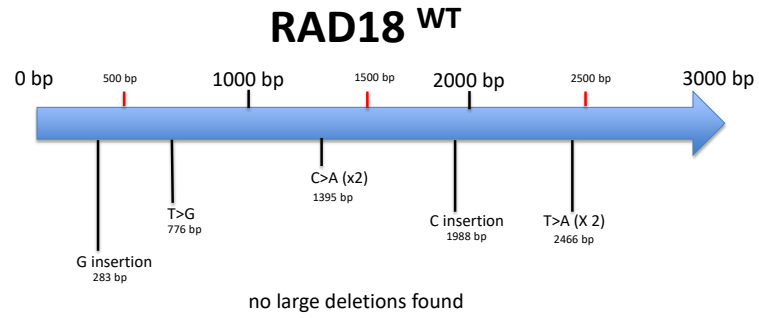 RAD18 WT
0 bp 500 bp 1000 bp 1500 bp 2000 bp 2500 bp 3000 bp
C>A (x2)
1395 bp
T>G
776 bp
C insertion
1988 bp
T>A (X 2)
2466 bp
G insertion
283 bp
no large deletions found